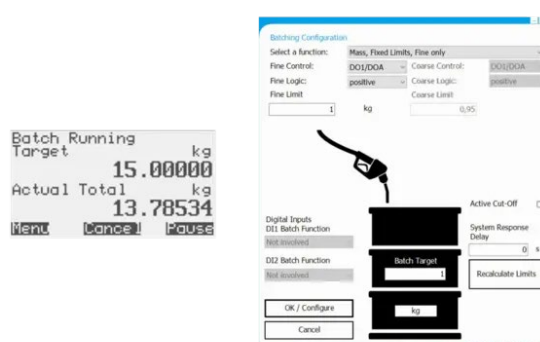 Batch Running
Target kg
15.00000
Actual Total kg
13.78534
Menu Cancel Pause
Batching Configuration
Select a function: Mass, Fixed Limits, Fine only
Fine Control: DO1/DOA Coarse Control: DO1/DOA
Fine Logic: positive Coarse Logic: positive
Fine Limit Coarse Limit
1 kg 0,95
Active Cut-Off
Digital Inputs
DI1 Batch Function
Not involved
System Response
Delay
0 s
DI2 Batch Function
Not involved
Batch Target
1
Recalculate Limits
OK / Configure
kg
Cancel